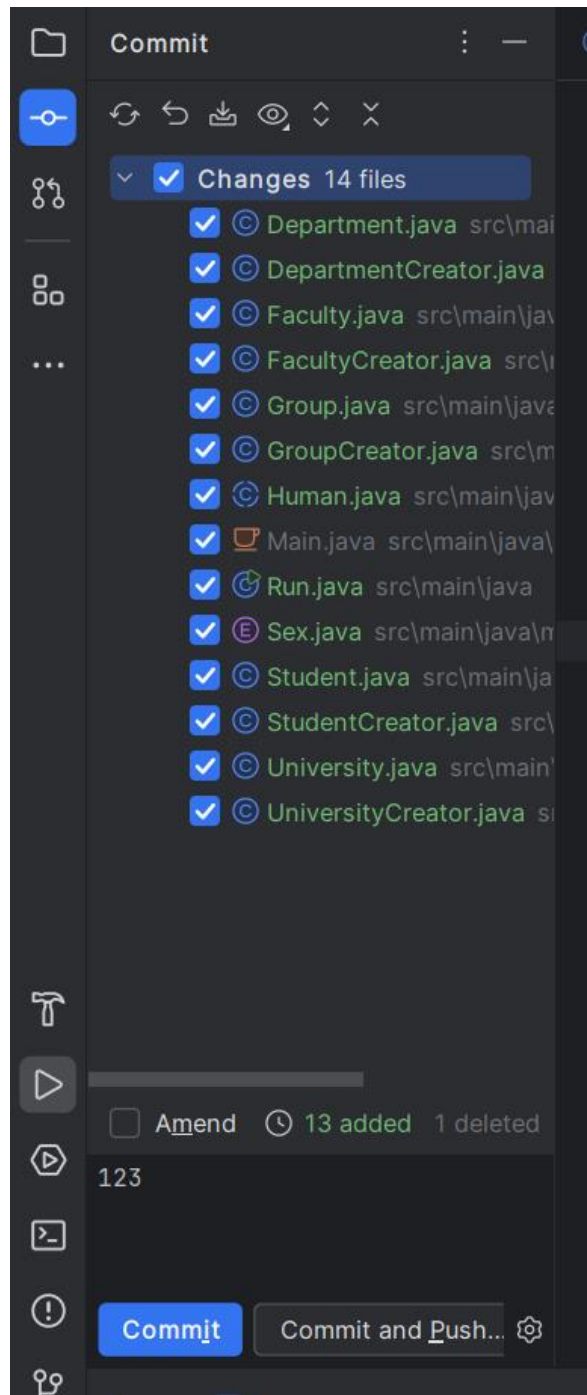 Commit
Changes 14 files
Department.java src\mai
DepartmentCreator.java
Faculty.java src\main\jav
FacultyCreator.java src\
Group.java src\main\java
GroupCreator.java src\m
Human.java src\main\jav
Main.java src\main\java\
Run.java src\main\java
Sex.java src\main\java\m
Student.java src\main\ja
StudentCreator.java src\
University.java src\main\
UniversityCreator.java s
Amend 13 added 1 deleted
123
Commit Commit and Push...